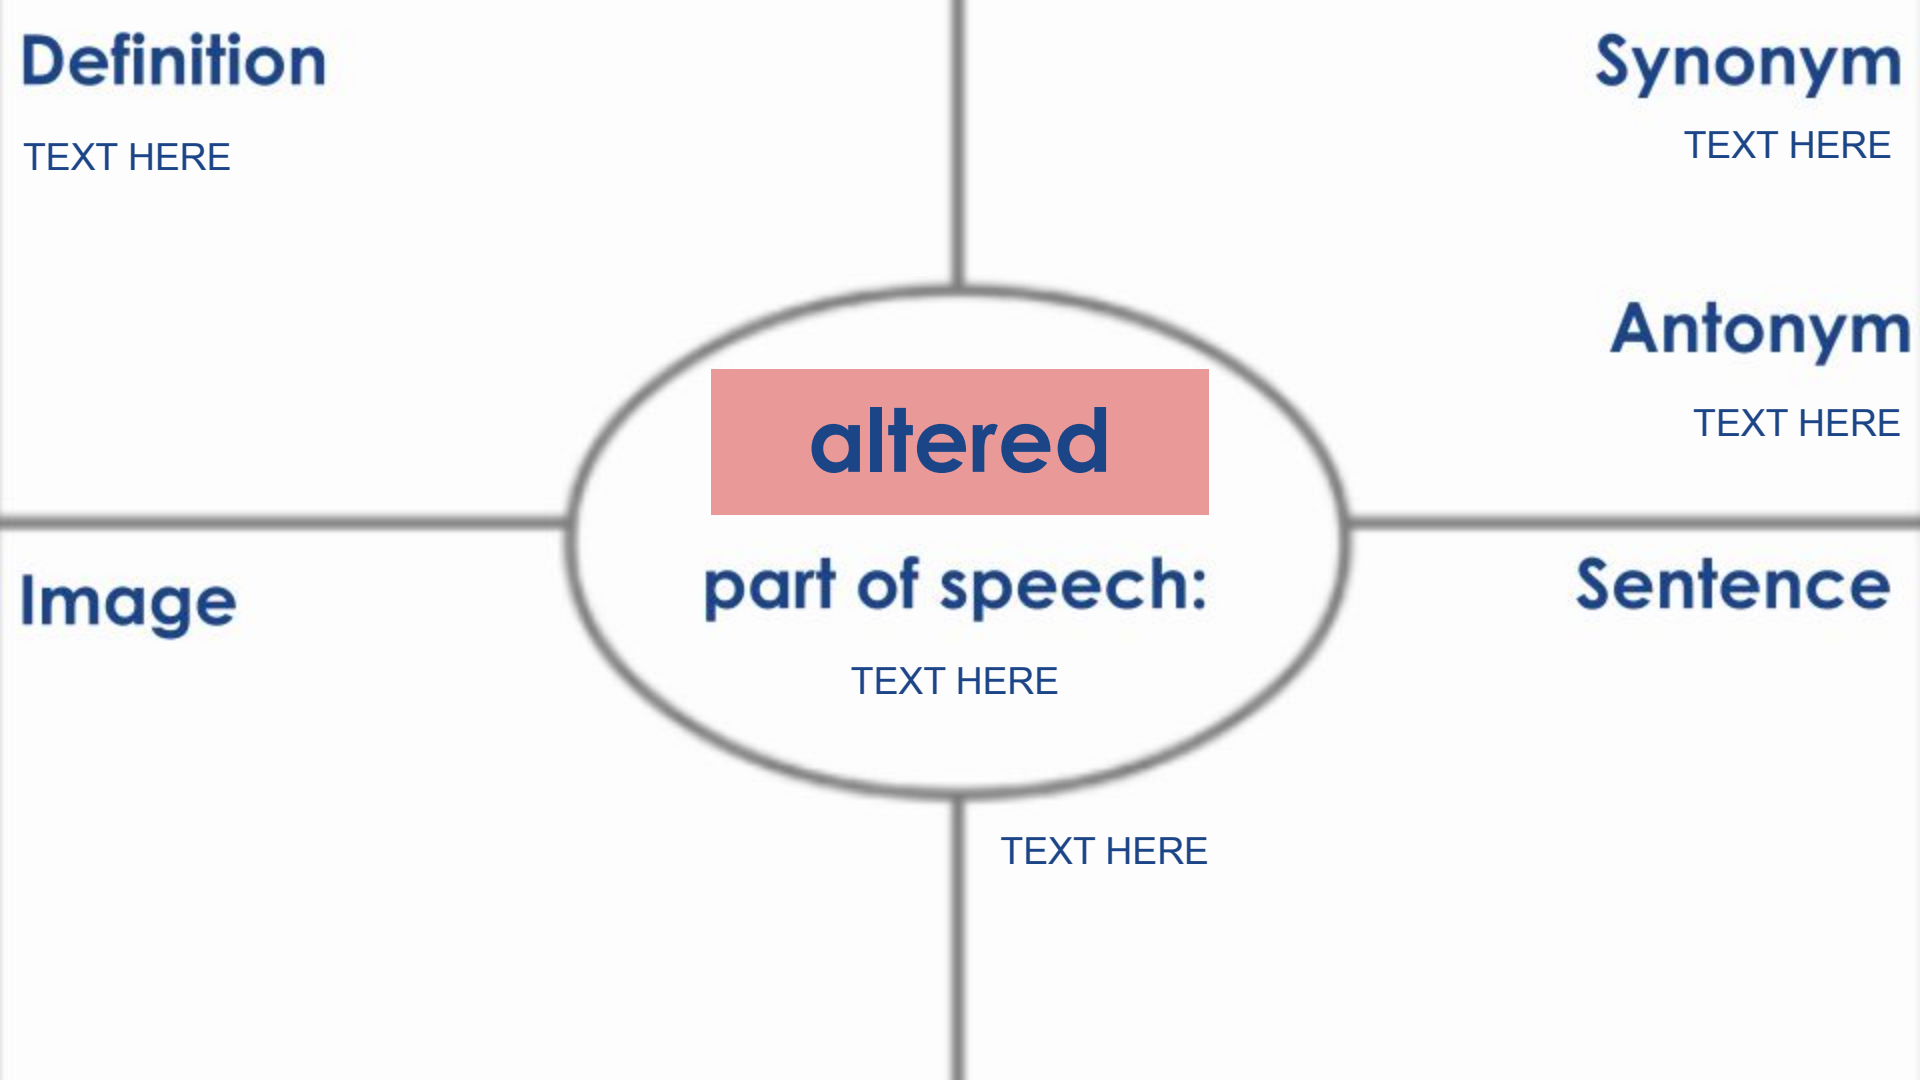 Definition
TEXT HERE
Synonym
TEXT HERE
Antonym
TEXT HERE
altered
part of speech:
TEXT HERE
Image
Sentence
TEXT HERE